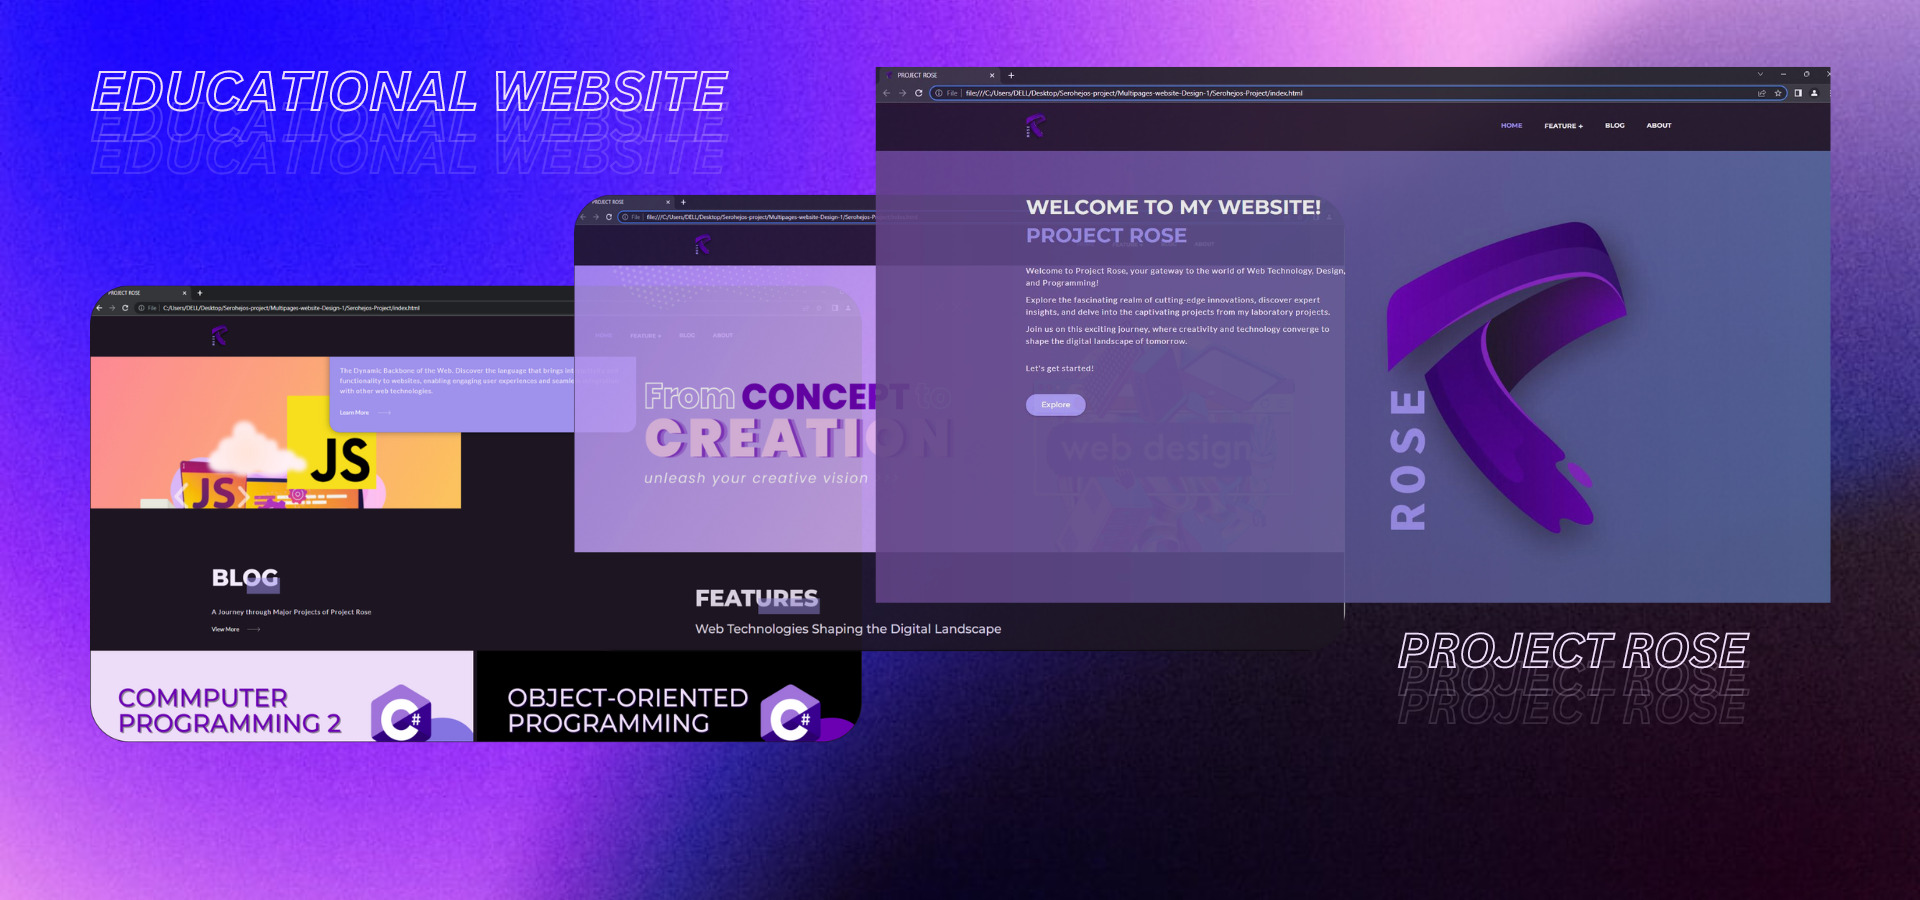 EDUCATIONAL WEBSITE
EDUCATIONAL WEBSITE
EDUCATIONAL WEBSITE
PROJECT ROSE
file:///C:/Users/DELL/Desktop/Serohejos-project/Multipages-website-Design-1/Serohejos-Project/index.html
File
ROSE
HOME
FEATURE +
BLOG
ABOUT
WELCOME TO MY WEBSITE!
PROJECT ROSE
Welcome to Project Rose, your gateway to the world of Web Technology, Design,
and Programming!
Explore the fascinating realm of cutting-edge innovations, discover expert
insights, and delve into the captivating projects from my laboratory projects.
Join us on this exciting journey, where creativity and technology converge to
shape the digital landscape of tomorrow.
Let's get started!
Explore
ROSE
PROJECT ROSE
File
file:///C:/Users/DELL/Desktop/Serohejos-project/Multipages-website-Design-1/Serohejos-P
FEATURE +
ABOUT
From CONCEPT to
CREATION
unleash your creative vision
web design
FEATURES
Web Technologies Shaping the Digital Landscape
PROJECT ROSE
File
C:/Users/DELL/Desktop/Serohejos-project/Multipages-website-Design-1/Serohejos-Project/index.html
HOME
FEATURE +
BLOG
ABOUT
The Dynamic Backbone of the Web. Discover the language that brings
functionality to websites, enabling engaging user experiences and
with other web technologies.
Learn More
JS
JS
BLOG
A Journey through Major Projects of Project Rose
View More
COMMPUTER
PROGRAMMING 2
C#
OBJECT-ORIENTED
PROGRAMMING
C#
PROJECT ROSE
PROJECT ROSE
PROJECT ROSE